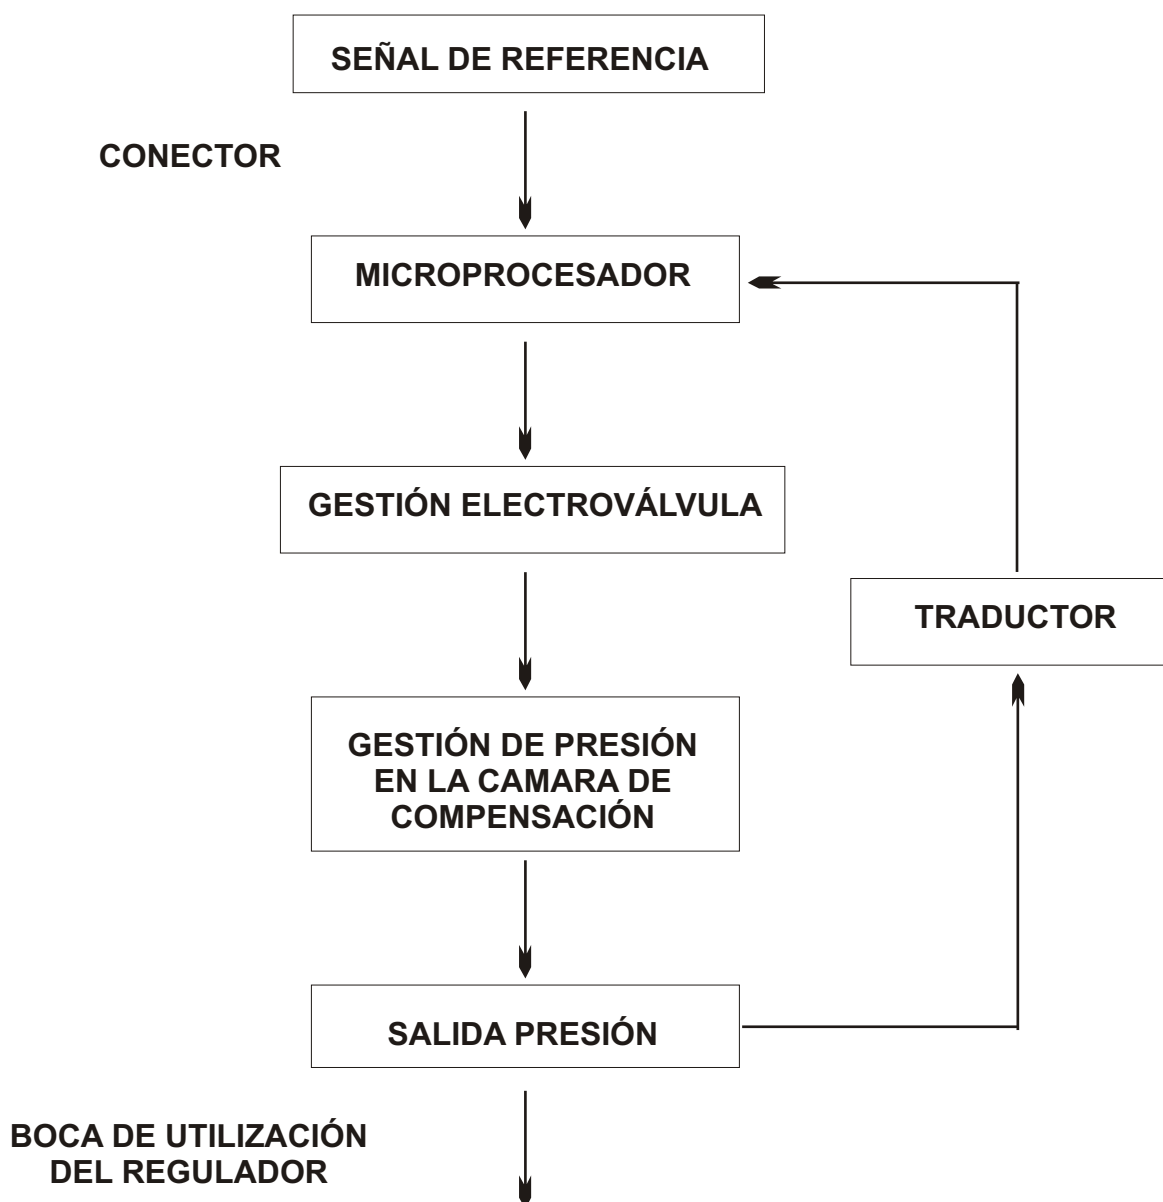 SEÑAL DE REFERENCIA
CONECTOR
MICROPROCESADOR
GESTIÓN ELECTROVÁLVULA
TRADUCTOR
GESTIÓN DE PRESIÓN
EN LA CAMARA DE
COMPENSACIÓN
SALIDA PRESIÓN
BOCA DE UTILIZACIÓN
DEL REGULADOR